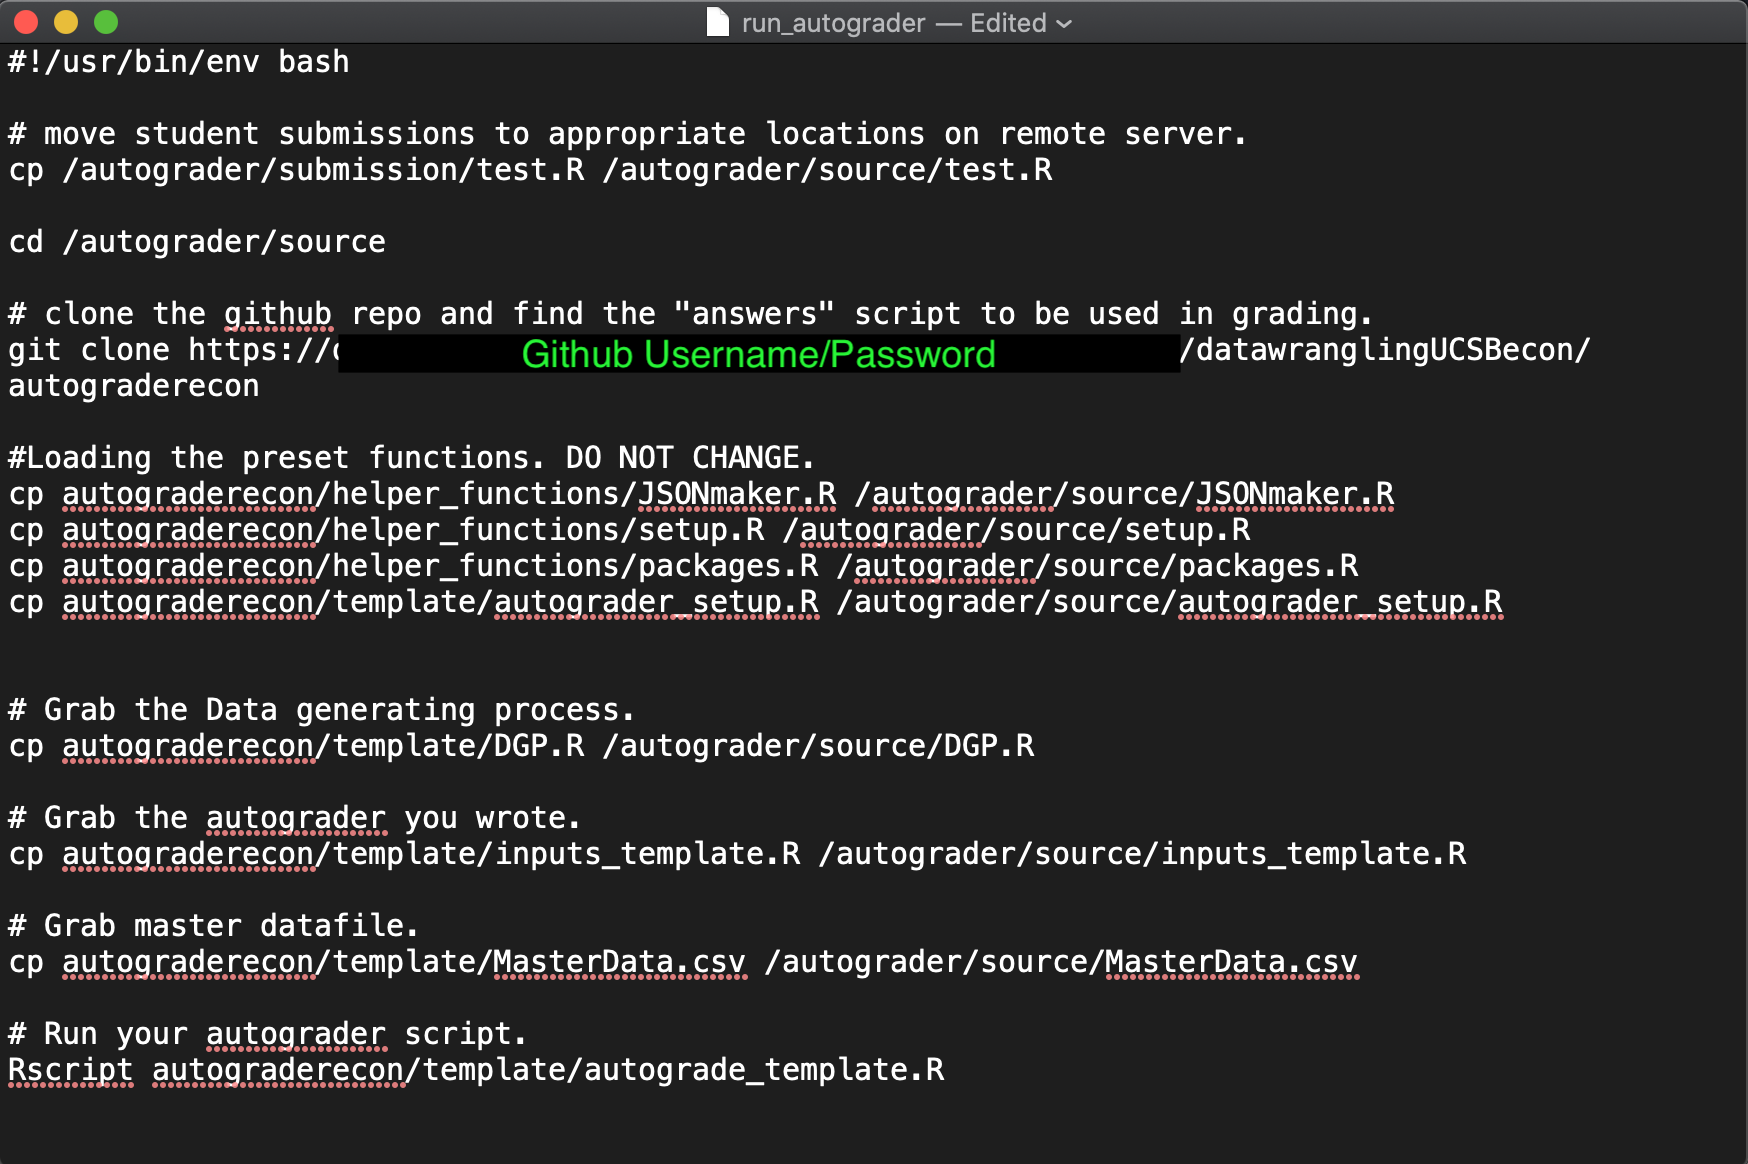 run_autograder — Edited
#!/usr/bin/env bash
# move student submissions to appropriate locations on remote server.
cp /autograder/submission/test.R /autograder/source/test.R
cd /autograder/source
# clone the github repo and find the "answers" script to be used in grading.
git clone https:// Github Username/Password /datawranglingUCSBecon/
autograderecon
#Loading the preset functions. DO NOT CHANGE.
cp autograderecon/helper_functions/JSONmaker.R /autograder/source/JSONmaker.R
cp autograderecon/helper_functions/setup.R /autograder/source/setup.R
cp autograderecon/helper_functions/packages.R /autograder/source/packages.R
cp autograderecon/template/autograder_setup.R /autograder/source/autograder_setup.R
# Grab the Data generating process.
cp autograderecon/template/DGP.R /autograder/source/DGP.R
# Grab the autograder you wrote.
cp autograderecon/template/inputs_template.R /autograder/source/inputs_template.R
# Grab master datafile.
cp autograderecon/template/MasterData.csv /autograder/source/MasterData.csv
# Run your autograder script.
Rscript autograderecon/template/autograde_template.R